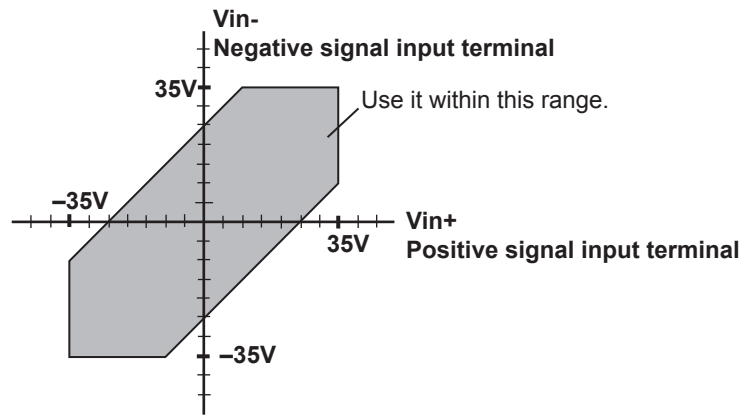 Vin-
Negative signal input terminal
35V
Use it within this range.
–35V
Vin+
35V
Positive signal input terminal
–35V